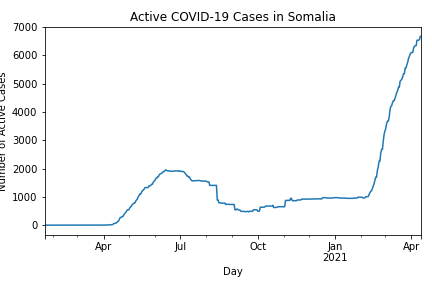 Active COVID-19 Cases in Somalia
Number of Active Cases
7000
6000
5000
4000
3000
2000
1000
0
Apr
Jul
Oct
Jan
2021
Apr
Day